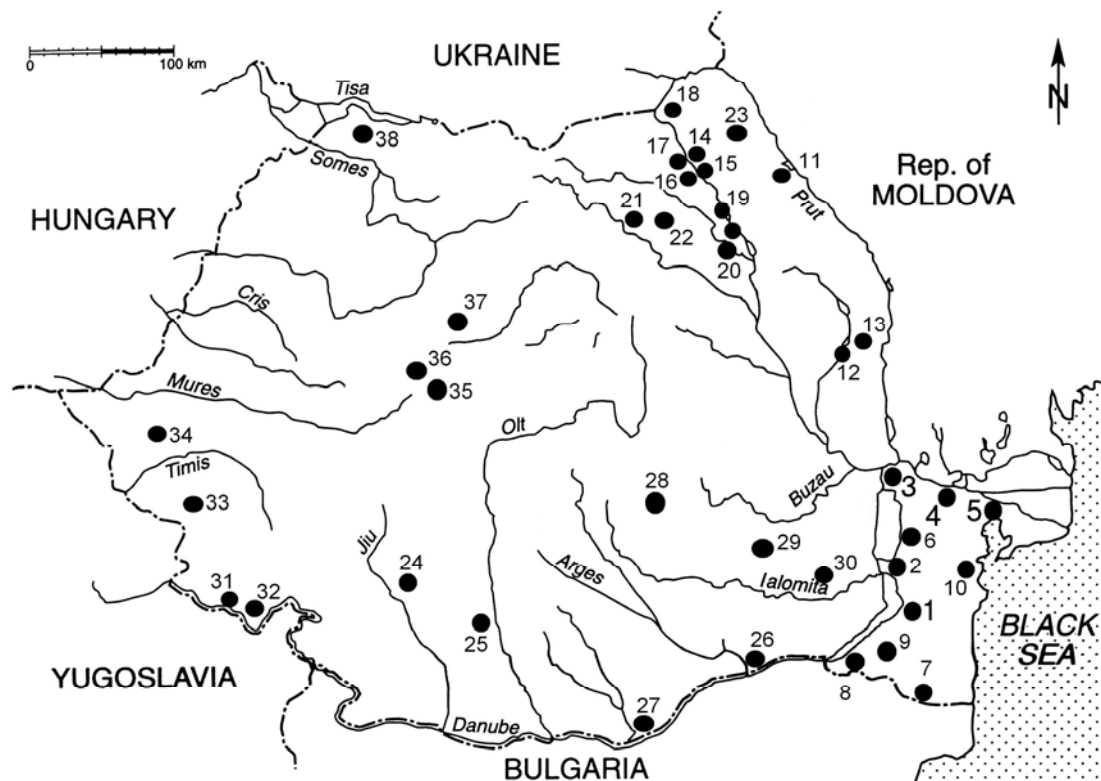 UKRAINE
0 100 km
Tisa
N
18
23
38
17
14
15
11
Somes
16
Rep. of
MOLDOVA
Prut
HUNGARY
21
22
19
20
Cris
37
13
36
12
35
Mures
Olt
34
Timis
28
Buzau
3
4
5
33
6
Jiu
29
24
Arges
30
2
10
31
32
Ialomita
1
25
BLACK
SEA
26
9
YUGOSLAVIA
8
7
27
Danube
BULGARIA